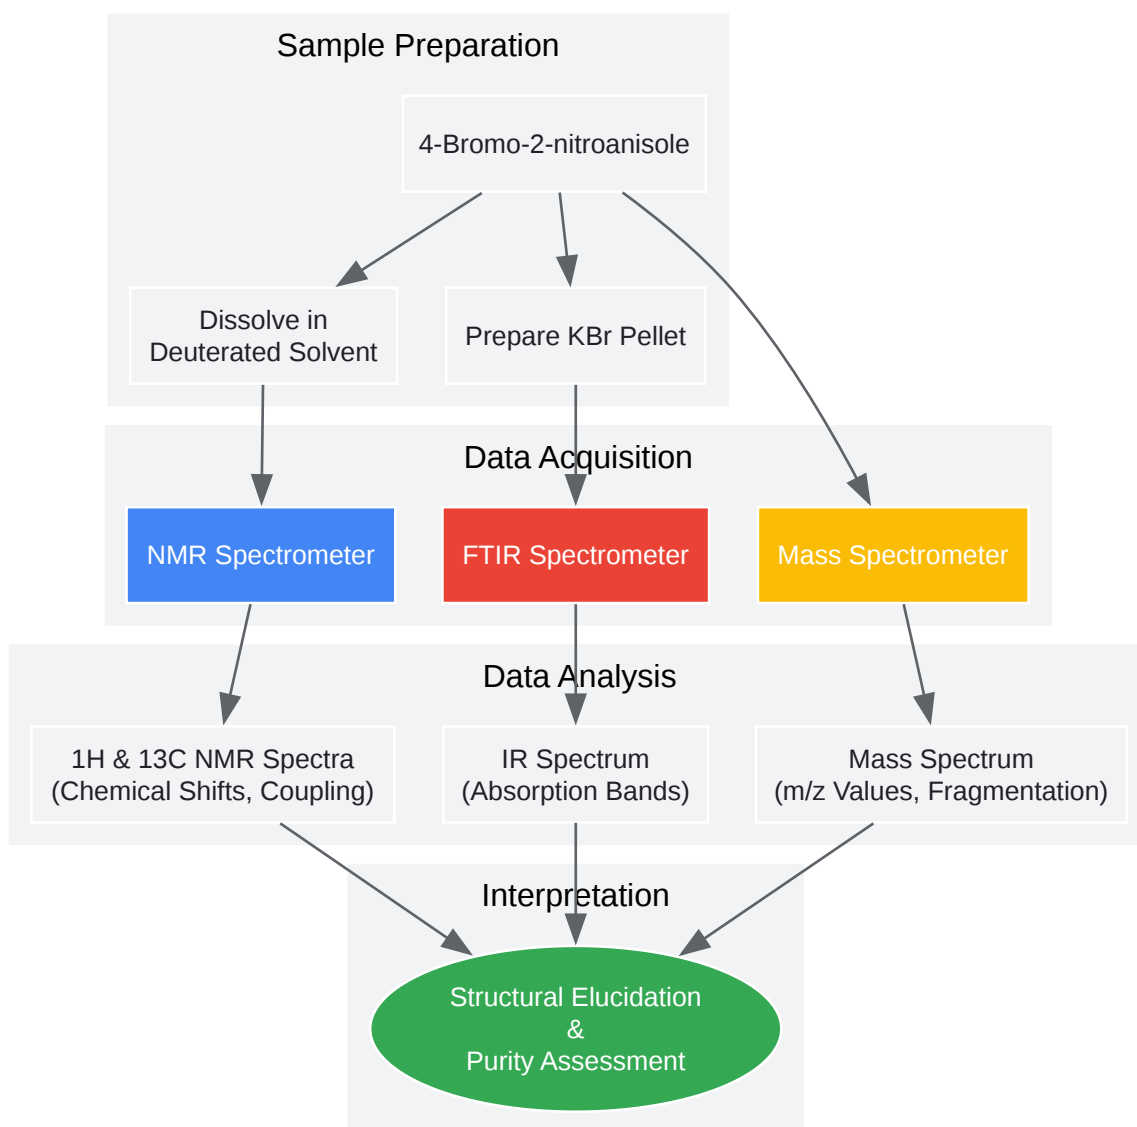 Sample Preparation
4-Bromo-2-nitroanisole
Dissolve in
Deuterated Solvent
Prepare KBr Pellet
Data Acquisition
NMR Spectrometer
FTIR Spectrometer
Mass Spectrometer
Data Analysis
1H & 13C NMR Spectra
(Chemical Shifts, Coupling)
IR Spectrum
(Absorption Bands)
Mass Spectrum
(m/z Values, Fragmentation)
Interpretation
Structural Elucidation
&
Purity Assessment